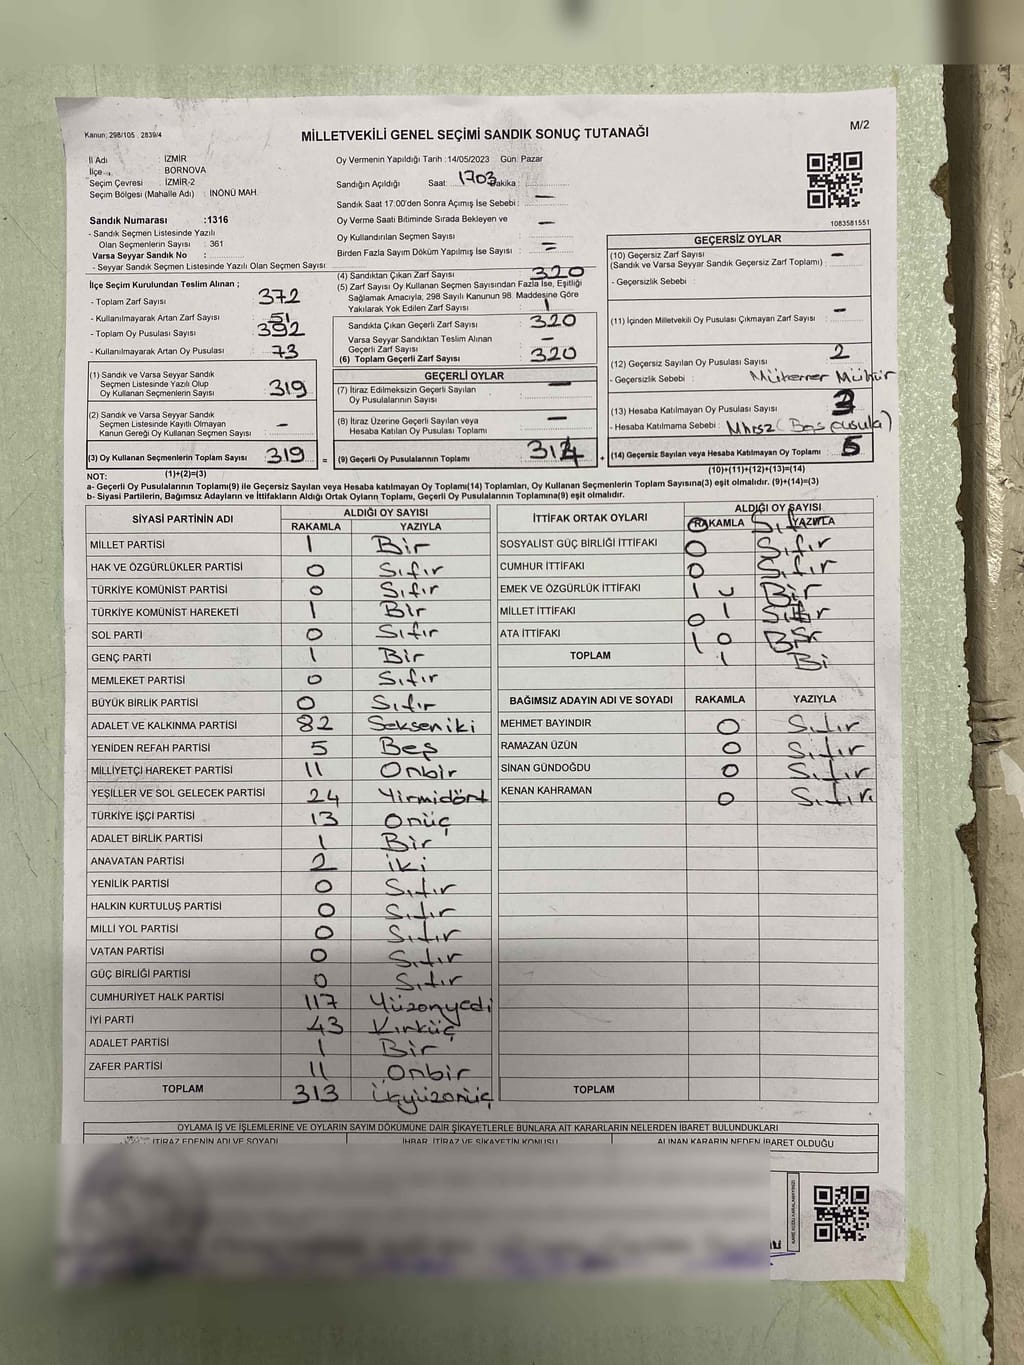 Kanun: 298/105 , 2839/4
MİLLETVEKİLİ GENEL SEÇİMİ SANDIK SONUÇ TUTANAĞI
M/2
İl Adı : İZMİR
İlçe : BORNOVA
Seçim Çevresi : İZMİR-2
Seçim Bölgesi (Mahalle Adı) : İNÖNÜ MAH.
Sandık Numarası :1316
- Sandık Seçmen Listesinde Yazılı
Olan Seçmenlerin Sayısı : 361
Varsa Seyyar Sandık No :
- Seyyar Sandık Seçmen Listesinde Yazılı Olan Seçmen Sayısı
İlçe Seçim Kurulundan Teslim Alınan ;
- Toplam Zarf Sayısı : 372
- Kullanılmayarak Artan Zarf Sayısı : 51
- Toplam Oy Pusulası Sayısı : 392
- Kullanılmayarak Artan Oy Pusulası : 73
(1) Sandık ve Varsa Seyyar Sandık
Seçmen Listesinde Yazılı Olup
Oy Kullanan Seçmen Sayısı : 319
(2) Sandık ve Varsa Seyyar Sandık
Seçmen Listesinde Kayıtlı Olmayan
Kanun Gereği Oy Kullanan Seçmen Sayısı : -
(3) Oy Kullanan Seçmenlerin Toplam Sayısı : 319
Oy Vermenin Yapıldığı Tarih :14/05/2023 Gün: Pazar
Sandığın Açıldığı Saat: 1703 Dakika :
Sandık Saat 17:00'den Sonra Açımış İse Sebebi : -
Oy Verme Saati Bitiminde Sırada Bekleyen ve -
Oy Kullandırılan Seçmen Sayısı :
Birden Fazla Sayım Döküm Yapılmış İse Sayısı : =
(4) Sandıktan Çıkan Zarf Sayısı : 320
(5) Zarf Sayısı Oy Kullanan Seçmen Sayısından Fazla İse, Eşitliği
Sağlamak Amacıyla, 298 Sayılı Kanunun 98. Maddesine Göre
Yakılarak Yok Edilen Zarf Sayısı : 1
Sandıkta Çıkan Geçerli Zarf Sayısı : 320
Varsa Seyyar Sandıktan Teslim Alınan
Geçerli Zarf Sayısı : -
(6) Toplam Geçerli Zarf Sayısı : 320
GEÇERLİ OYLAR
(7) İtiraz Edilmeksizin Geçerli Sayılan
Oy Pusulalarının Sayısı : -
(8) İtiraz Üzerine Geçerli Sayılan veya
Hesaba Katılan Oy Pusulası Toplamı : -
= (9) Geçerli Oy Pusulalarının Toplamı :
1083581551
GEÇERSİZ OYLAR
(10) Geçersiz Zarf Sayısı -
(Sandık ve Varsa Seyyar Sandık Geçersiz Zarf Toplamı) :
- Geçersizlik Sebebi :
(11) İçinden Milletvekili Oy Pusulası Çıkmayan Zarf Sayısı : -
(12) Geçersiz Sayılan Oy Pusulası Sayısı : 2
- Geçersizlik Sebebi : Mükerrer Mühür
(13) Hesaba Katılmayan Oy Pusulası Sayısı : 3
- Hesaba Katılmama Sebebi : (Boş pusula)
+ (14) Geçersiz Sayılan veya Hesaba Katılmayan Oy Toplamı : 5
NOT: (1)+(2)=(3)
(10)+(11)+(12)+(13)=(14)
a- Geçerli Oy Pusulalarının Toplamı(9) ile Geçersiz Sayılan veya Hesaba katılmayan Oy Toplamı(14) Toplamları, Oy Kullanan Seçmenlerin Toplam Sayısına(3) eşit olmalıdır. (9)+(14)=(3)
b- Siyasi Partilerin, Bağımsız Adayların ve İttifakların Aldığı Ortak Oyların Toplamı, Geçerli Oy Pusulalarının Toplamına(9) eşit olmalıdır.
SİYASİ PARTİNİN ADI ALDIĞI OY SAYISI
RAKAMLA YAZIYLA
MİLLET PARTİSİ 1 Bir
HAK VE ÖZGÜRLÜKLER PARTİSİ 0 Sıfır
TÜRKİYE KOMÜNİST PARTİSİ 0 Sıfır
TÜRKİYE KOMÜNİST HAREKETİ 1 Bir
SOL PARTİ 0 Sıfır
GENÇ PARTİ 1 Bir
MEMLEKET PARTİSİ 0 Sıfır
BÜYÜK BİRLİK PARTİSİ 0 Sıfır
ADALET VE KALKINMA PARTİSİ 82 Sekseniki
YENİDEN REFAH PARTİSİ 5 Beş
MİLLİYETÇİ HAREKET PARTİSİ 11 Onbir
YEŞİLLER VE SOL GELECEK PARTİSİ 24 Yirmidört
TÜRKİYE İŞÇİ PARTİSİ 13 Onüç
ADALET BİRLİK PARTİSİ 1 Bir
ANAVATAN PARTİSİ 2 iki
YENİLİK PARTİSİ 0 Sıfır
HALKIN KURTULUŞ PARTİSİ 0 Sıfır
MİLLİ YOL PARTİSİ 0 Sıfır
VATAN PARTİSİ 0 Sıfır
GÜÇ BİRLİĞİ PARTİSİ 0 Sıfır
CUMHURİYET HALK PARTİSİ 117 Yüzonyedi
İYİ PARTİ 43 Kırküç
ADALET PARTİSİ 1 Bir
ZAFER PARTİSİ 11 Onbir
TOPLAM 313 Üçyüzonüç
İTTİFAK ORTAK OYLARI ALDIĞI OY SAYISI
RAKAMLA YAZIYLA
SOSYALİST GÜÇ BİRLİĞİ İTTİFAKI 0 Sıfır
CUMHUR İTTİFAKI 0 Sıfır
EMEK VE ÖZGÜRLÜK İTTİFAKI
MİLLET İTTİFAKI
ATA İTTİFAKI
TOPLAM 1 Bi
BAĞIMSIZ ADAYIN ADI VE SOYADI RAKAMLA YAZIYLA
MEHMET BAYINDIR 0 Sıfır
RAMAZAN ÜZÜN 0 Sıfır
SİNAN GÜNDOĞDU 0 Sıfır
KENAN KAHRAMAN 0 Sıfır
TOPLAM
OYLAMA İŞ VE İŞLEMLERİNE VE OYLARIN SAYIM DÖKÜMÜNE DAİR ŞİKAYETLERLE BUNLARA AİT KARARLARIN NELERDEN İBARET BULUNDUKLARI
İTİRAZ EDENİN ADI VE SOYADI İHBAR, İTİRAZ VE ŞİKAYETİN KONUSU ALINAN KARARIN NEDEN İBARET OLDUĞU